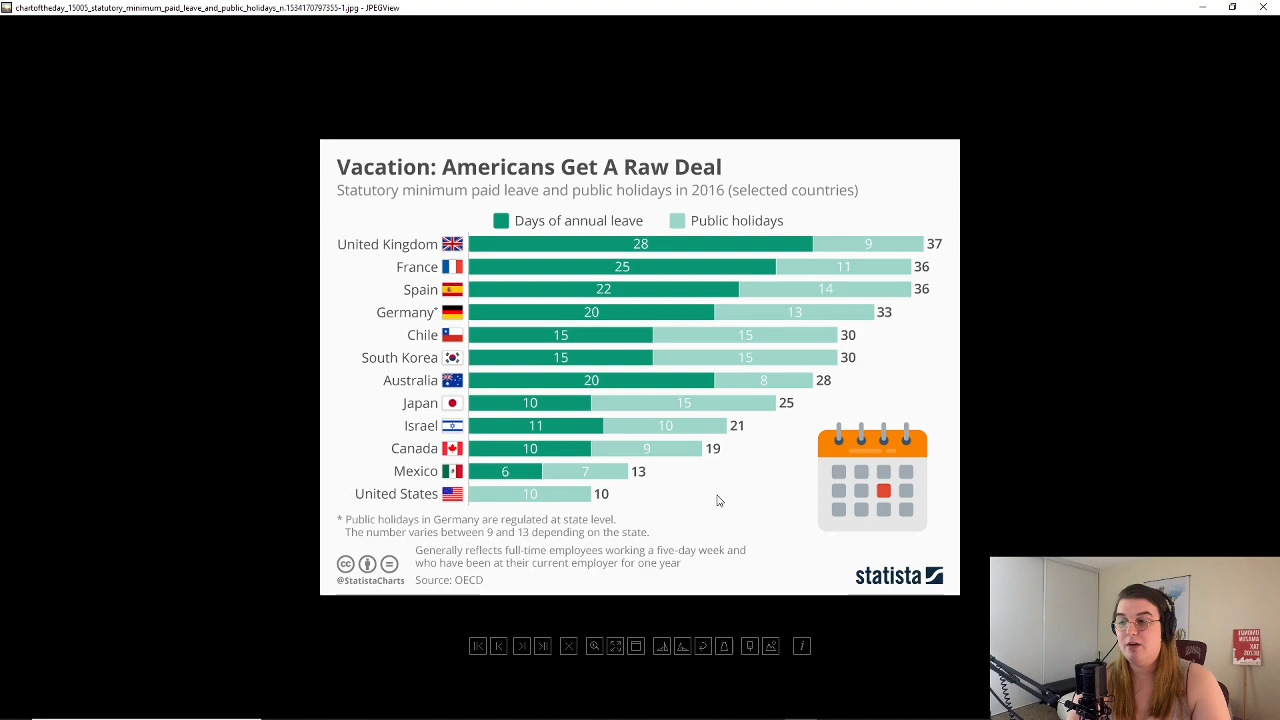 chartoftheday_15005_statutory_minimum_paid_leave_and_public_holidays_n.1534170797355-1.jpg - JPEGView
Vacation: Americans Get A Raw Deal
Statutory minimum paid leave and public holidays in 2016 (selected countries)
Days of annual leave Public holidays
United Kingdom 28 9 37
France 25 11 36
Spain 22 14 36
Germany* 20 13 33
Chile 15 15 30
South Korea 15 15 30
Australia 20 8 28
Japan 10 15 25
Israel 11 10 21
Canada 10 9 19
Mexico 6 7 13
United States 10 10
* Public holidays in Germany are regulated at state level.
The number varies between 9 and 13 depending on the state.
Generally reflects full-time employees working a five-day week and
who have been at their current employer for one year
@StatistaCharts Source: OECD
statista